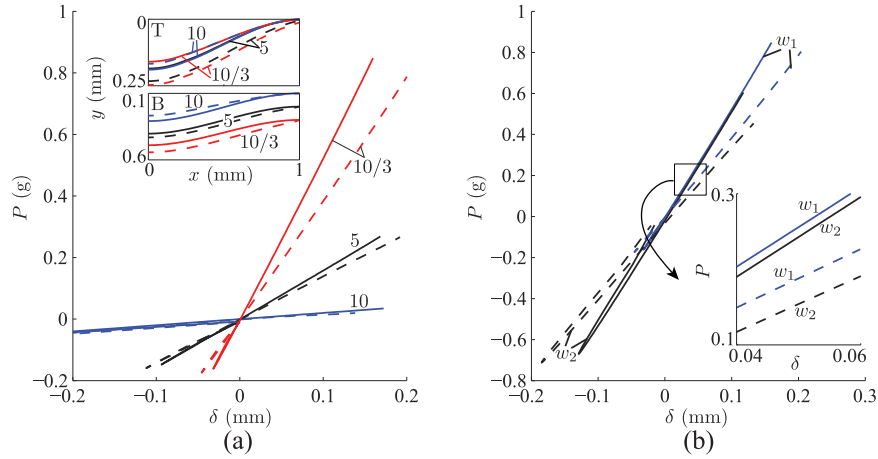 0 T 10
5
0.25 10/3
y (mm)
0.1 B 10
5
0.6 10/3
0 1
x (mm)
1
0.8
0.6
0.4
0.2
0
−0.2
P (g)
10/3
5
10
−0.2 −0.1 0 0.1 0.2
δ (mm)
(a)
1
0.8
0.6
0.4
0.2
0
−0.2
−0.4
−0.6
−0.8
P (g)
w₁
w₂
−0.2 −0.1 0 0.1 0.2 0.3
δ (mm)
0.3
P
0.1
w₁
w₂
w₁
w₂
0.04 0.06
δ
(b)